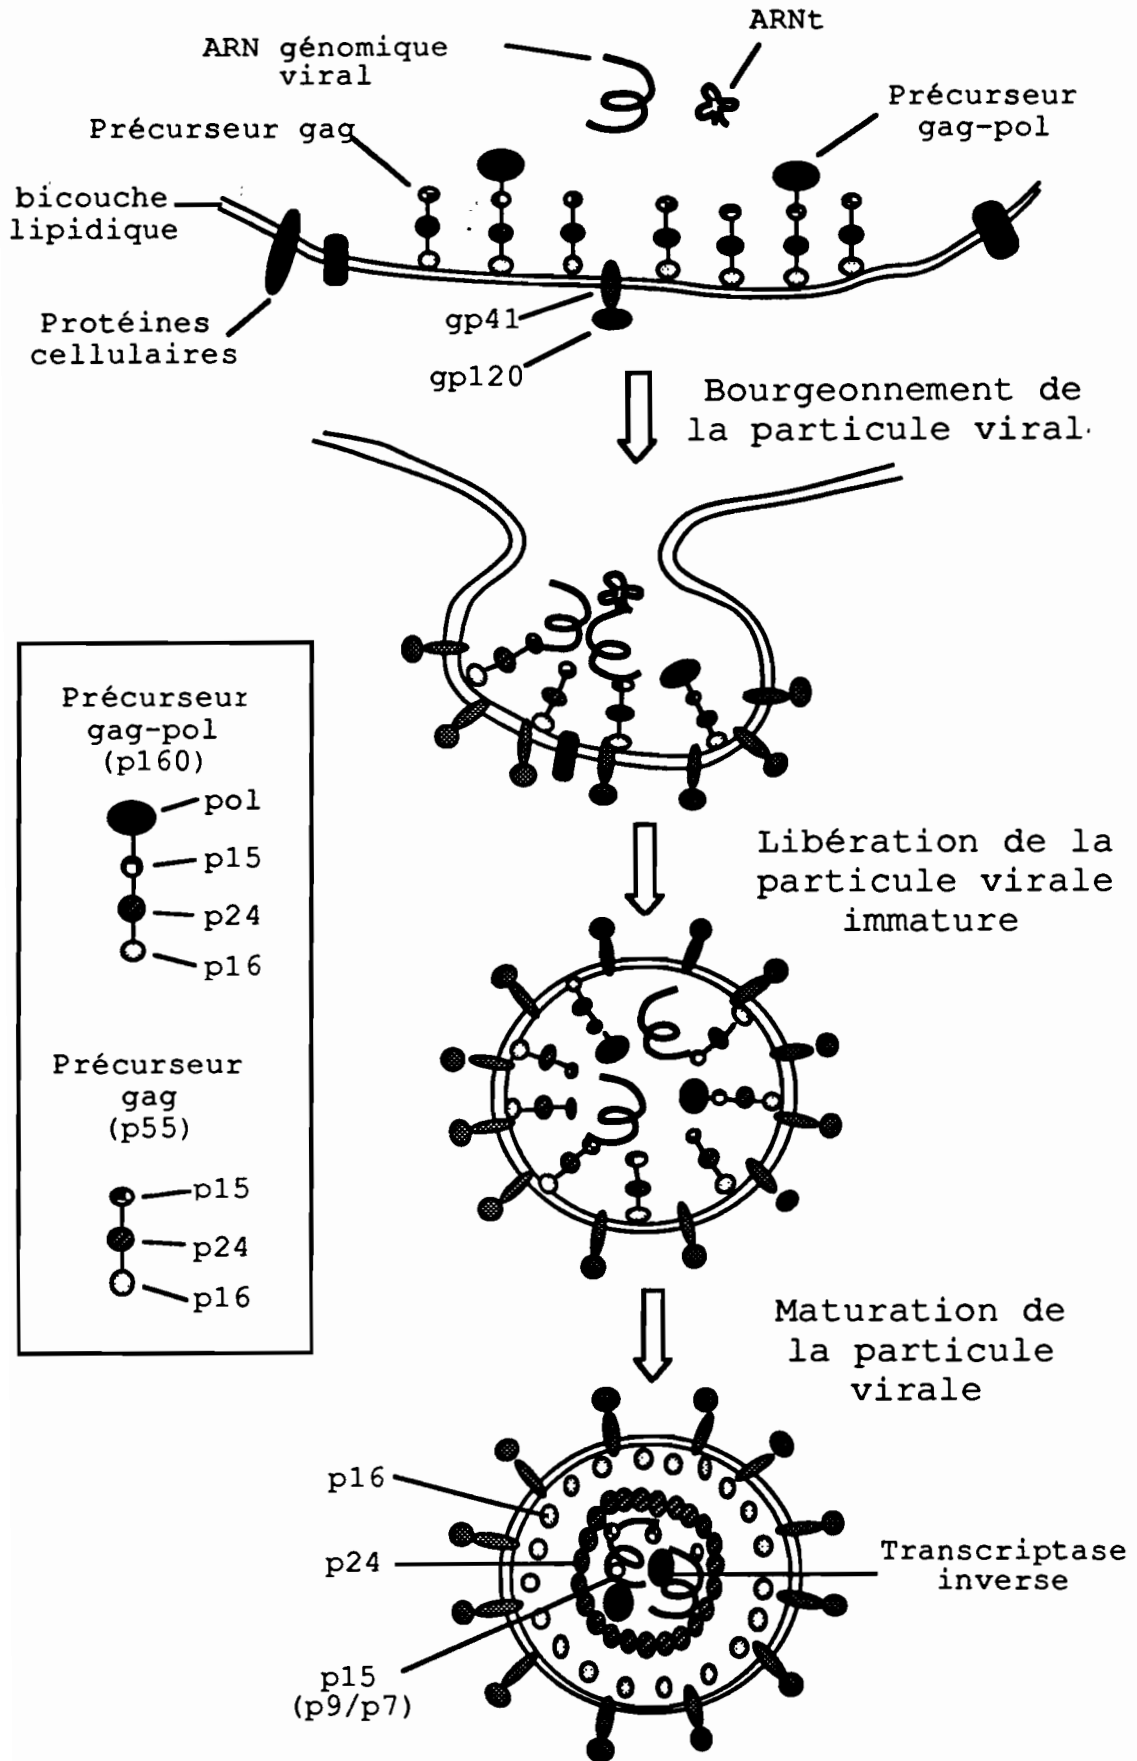 ARNt
ARN génomique
viral
Précurseur
gag-pol
Précurseur gag
bicouche
lipidique
Protéines
cellulaires
gp41
gp120
Bourgeonnement de
la particule viral
Précurseur
gag-pol
(p160)
pol
p15
p24
p16
Précurseur
gag
(p55)
p15
p24
p16
Libération de la
particule virale
immature
Maturation de
la particule
virale
p16
p24
Transcriptase
inverse
p15
(p9/p7)